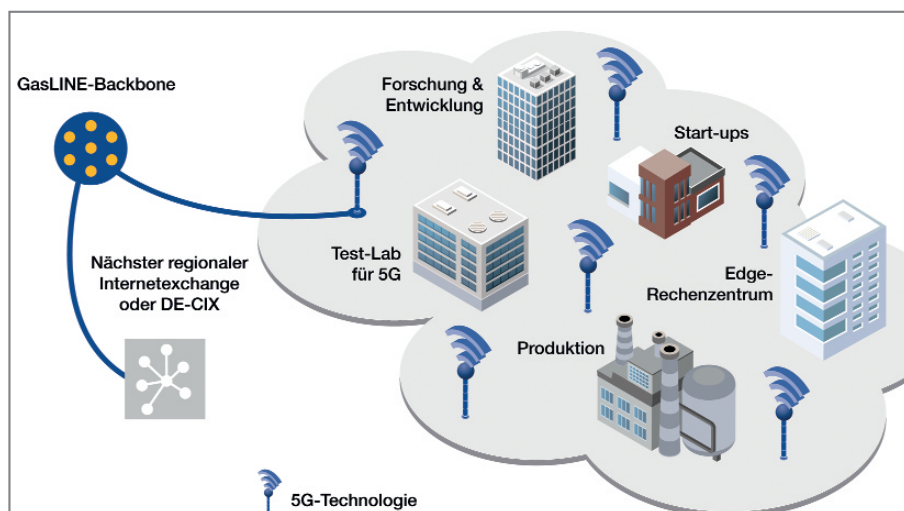 GasLINE-Backbone
Forschung &
Entwicklung
Start-ups
Test-Lab
für 5G
Edge-
Rechenzentrum
Nächster regionaler
Internetexchange
oder DE-CIX
Produktion
5G-Technologie